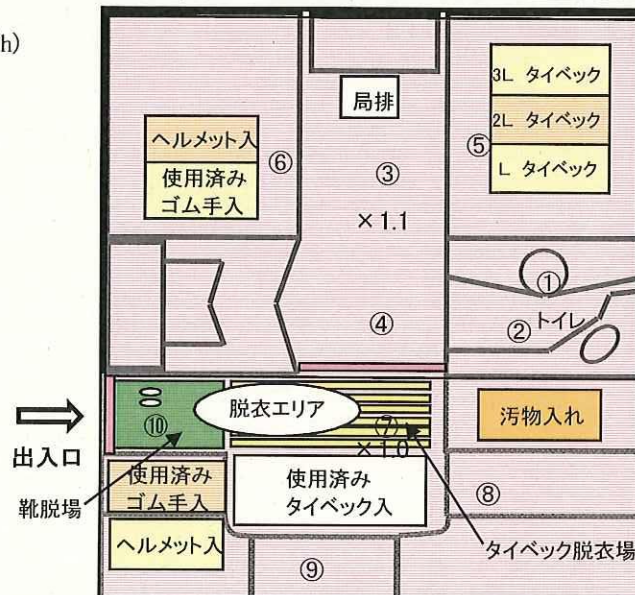 h)
局排
3L タイベック
2L タイベック
L タイベック
⑤
ヘルメット入
使用済み
ゴム手入
⑥
③
×1.1
①
② トイレ
④
脱衣エリア
⑩
⑦
×1.0
汚物入れ
出入口
靴脱場
使用済み
ゴム手入
使用済み
タイベック入
⑧
ヘルメット入
⑨
タイベック脱衣場